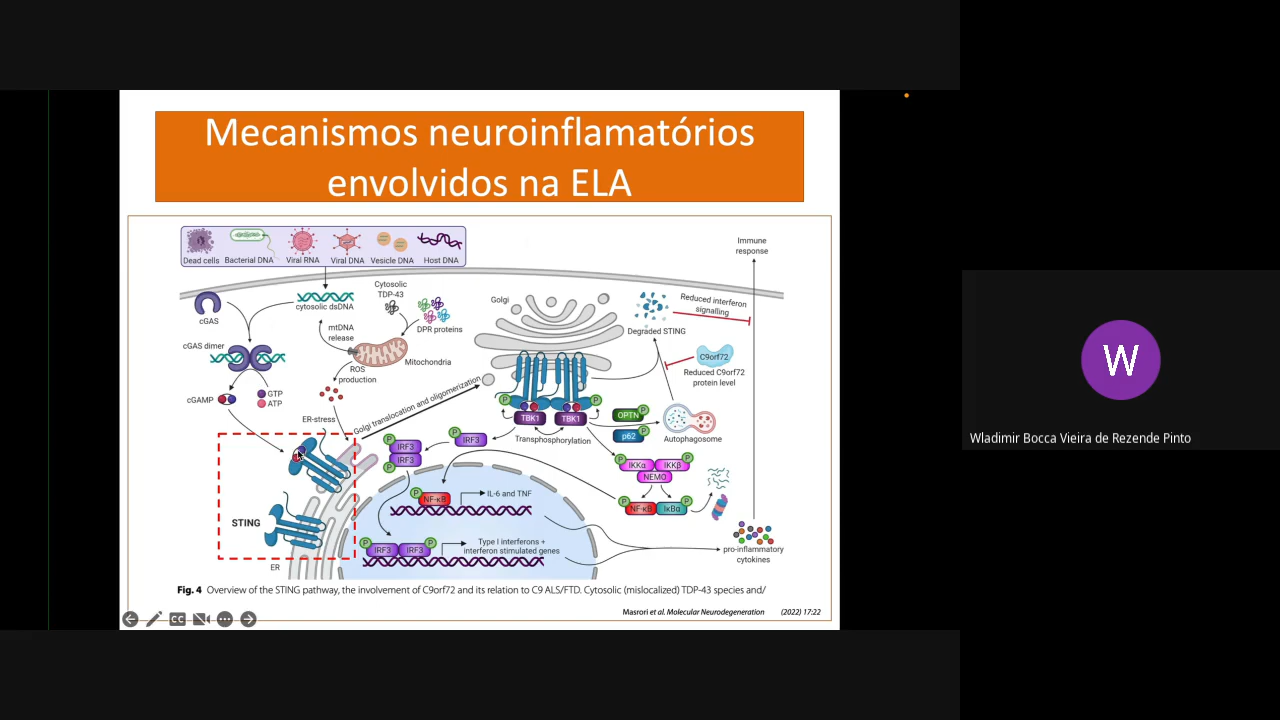 Mecanismos neuroinflamatórios
envolvidos na ELA
Dead cells
Bacterial DNA
Viral RNA
Viral DNA
Vesicle DNA
Host DNA
Immune
response
cGAS
cytosolic dsDNA
Cytosolic
TDP-43
DPR proteins
Golgi
Degraded STING
Reduced interferon
signalling
mtDNA
release
cGAS dimer
Mitochondria
ROS
production
C9orf72
Reduced C9orf72
protein level
cGAMP
GTP
ATP
ER-stress
Golgi translocation and oligomerization
P
P
TBK1
TBK1
Transphosphorylation
OPTN
P
p62
P
Autophagosome
P
IRF3
P
IRF3
IRF3
P
P
IKKα
IKKβ
P
NEMO
P
NF-κB
IL-6 and TNF
P
NF-κB
IκBα
P
STING
P
IRF3
IRF3
P
Type I interferons +
interferon stimulated genes
pro-inflammatory
cytokines
ER
Fig. 4 Overview of the STING pathway, the involvement of C9orf72 and its relation to C9 ALS/FTD. Cytosolic (mislocalized) TDP-43 species and/
Masrori et al. Molecular Neurodegeneration (2022) 17:22
CC
W
Wladimir Bocca Vieira de Rezende Pinto